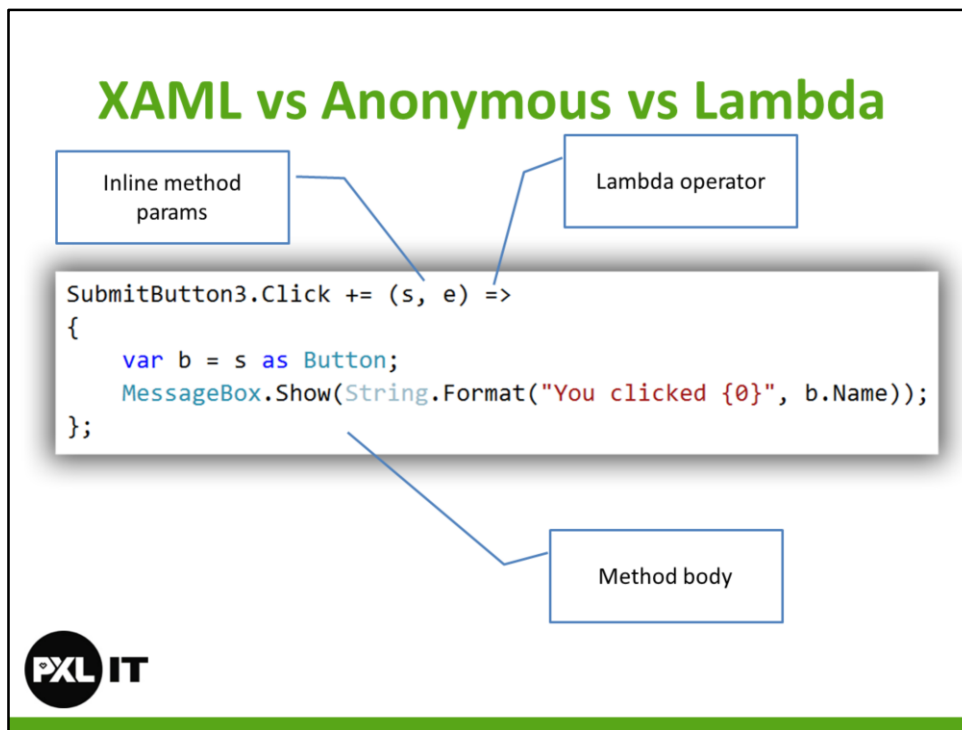 XAML vs Anonymous vs Lambda
Inline method
params
Lambda operator
SubmitButton3.Click += (s, e) =>
{
    var b = s as Button;
    MessageBox.Show(String.Format("You clicked {0}", b.Name));
};
Method body
PXL IT